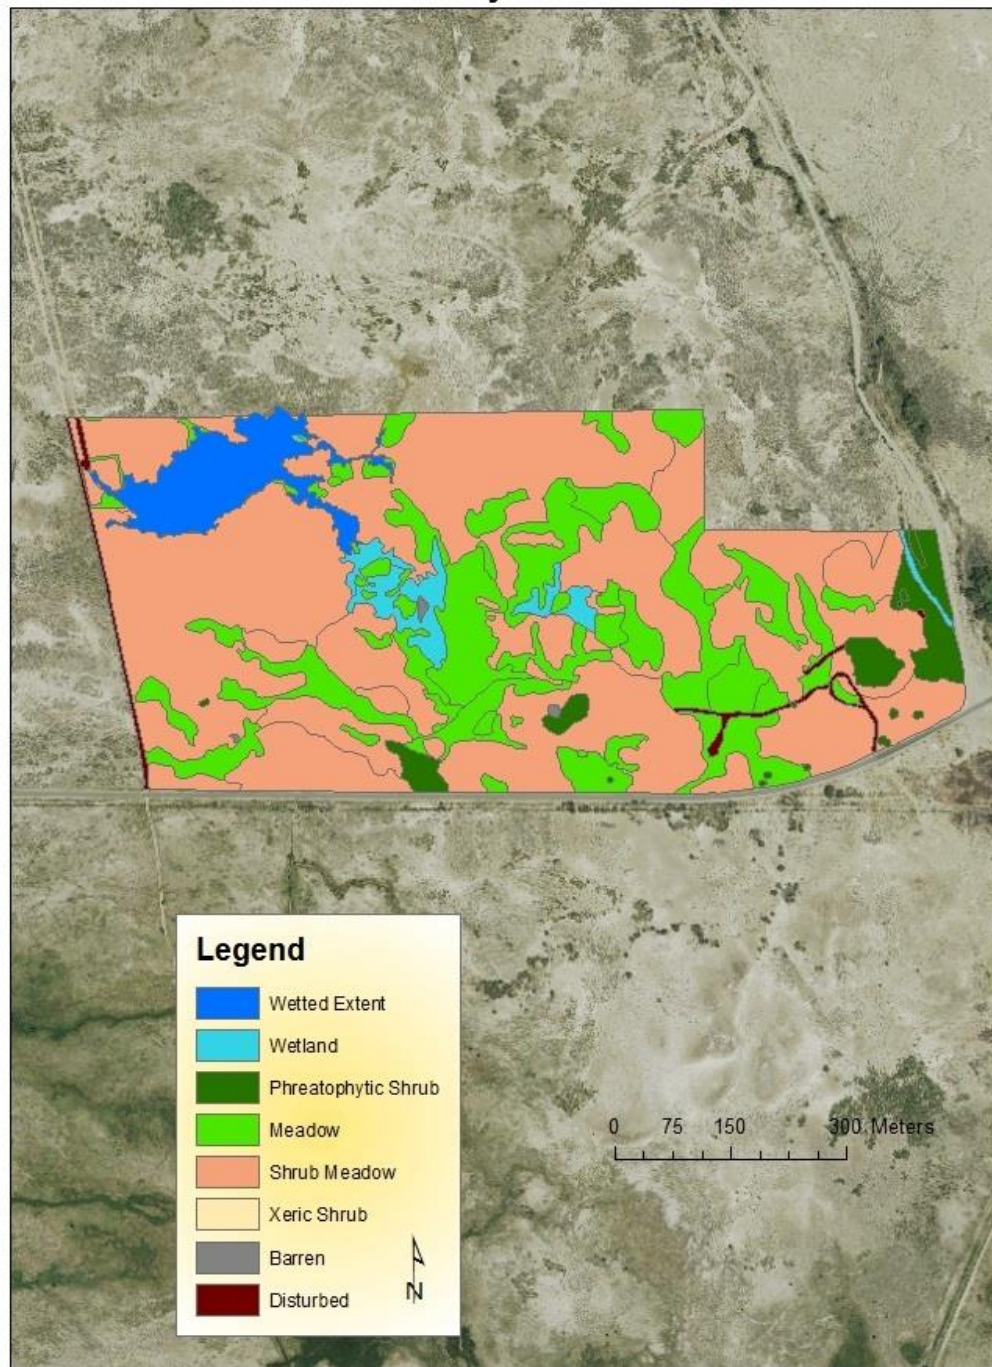 Legend
Wetted Extent
Wetland
Phreatophytic Shrub
Meadow
Shrub Meadow
Xeric Shrub
Barren
Disturbed
N
0 75 150 300 Meters